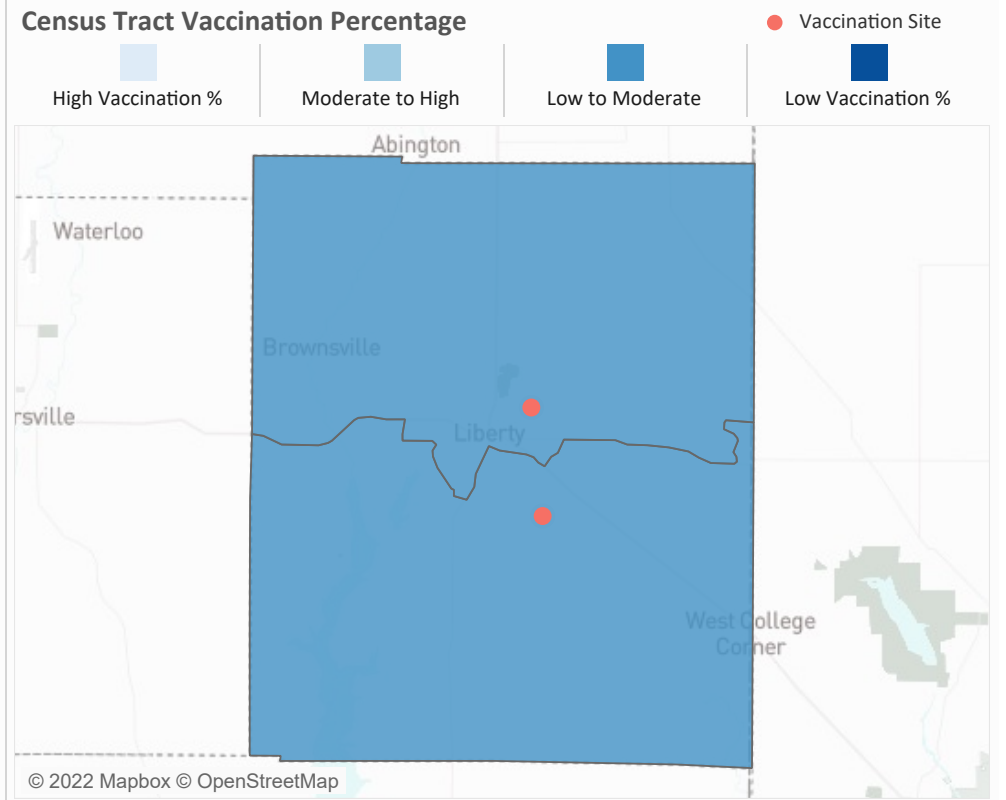 Census Tract Vaccination Percentage
Vaccination Site
High Vaccination %
Moderate to High
Low to Moderate
Low Vaccination %
Abington
Waterloo
Brownsville
rsville
Liberty
West College
Corner
© 2022 Mapbox © OpenStreetMap